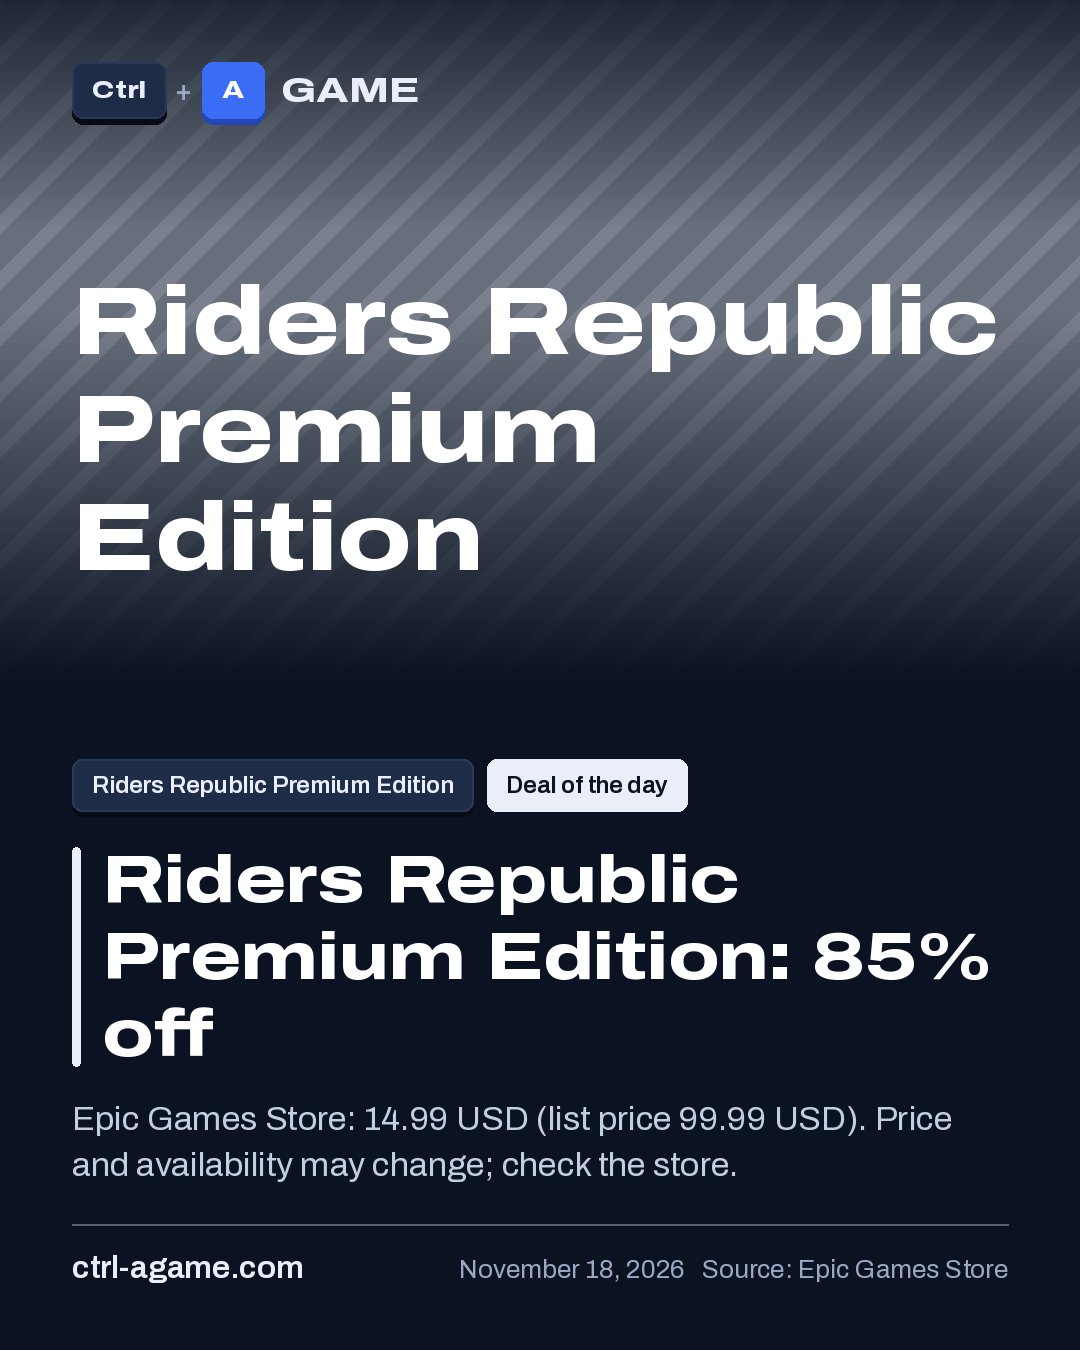 Ctrl + A GAME
Riders Republic
Premium
Edition
Riders Republic Premium Edition
Deal of the day
Riders Republic
Premium Edition: 85%
off
Epic Games Store: 14.99 USD (list price 99.99 USD). Price
and availability may change; check the store.
ctrl-agame.com
November 18, 2026 Source: Epic Games Store